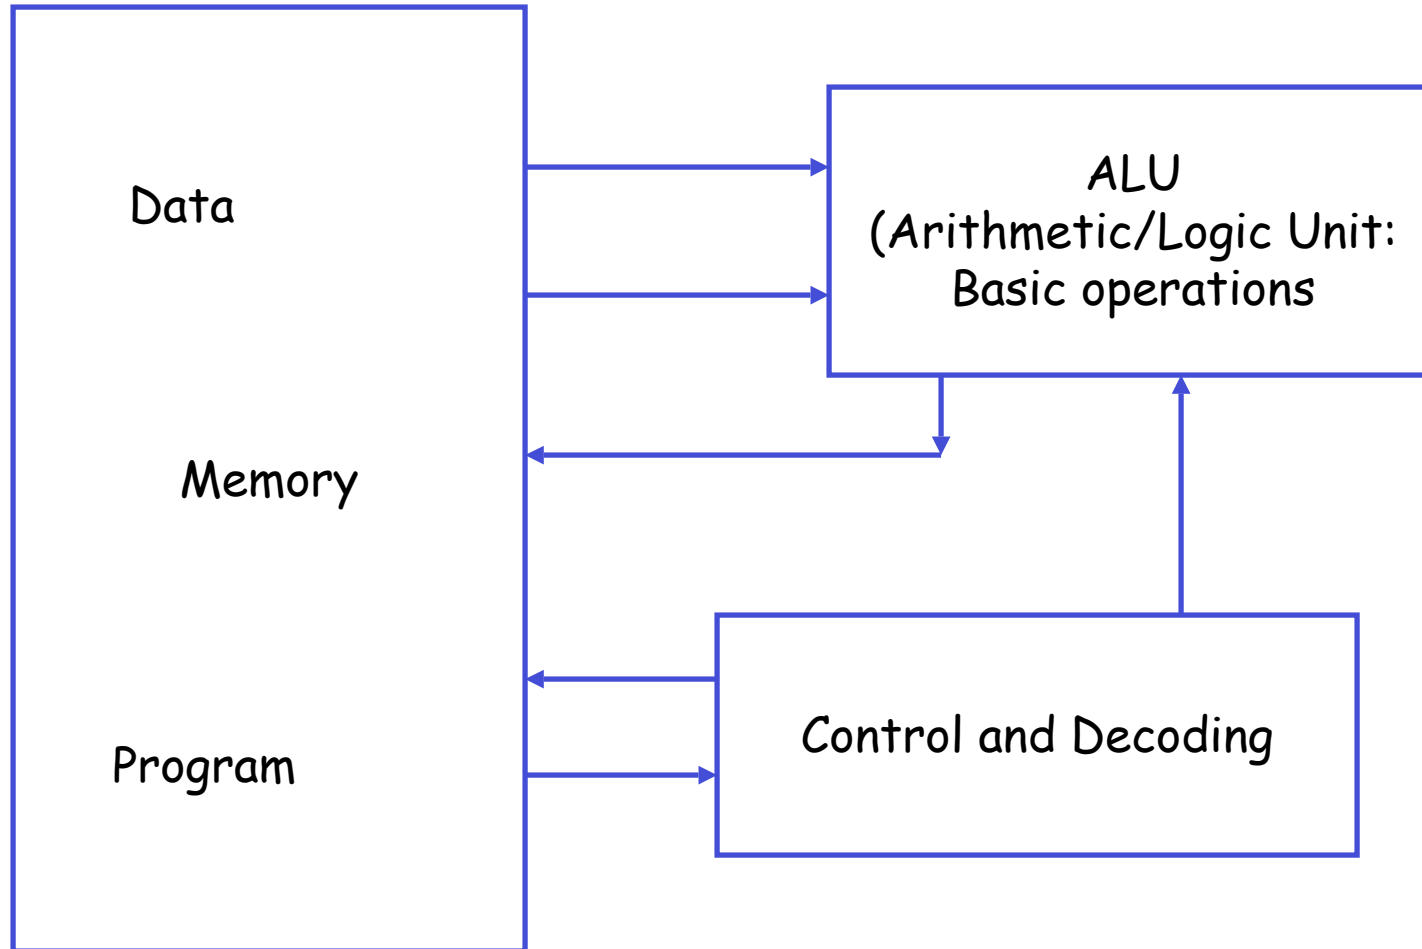 Data
Memory
Program
ALU
(Arithmetic/Logic Unit:
Basic operations
Control and Decoding